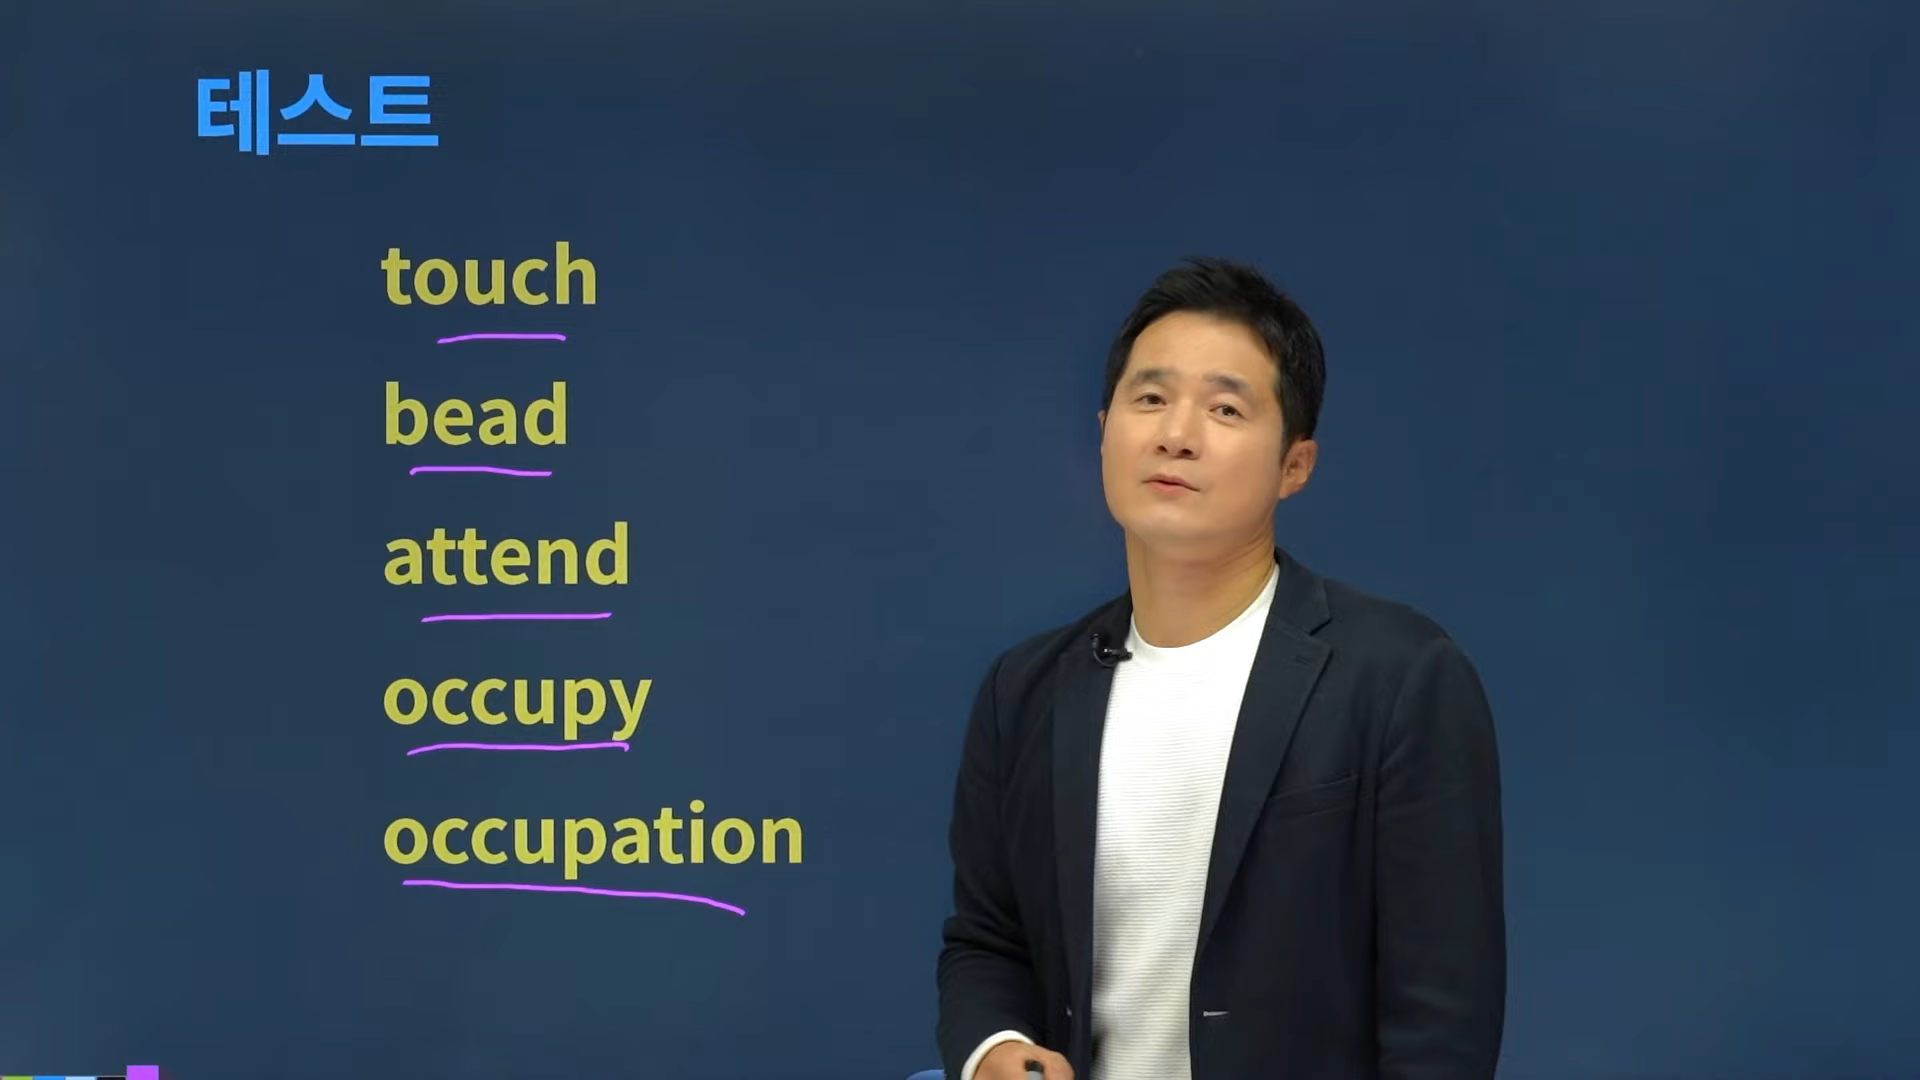 테스트
touch
bead
attend
occupy
occupation